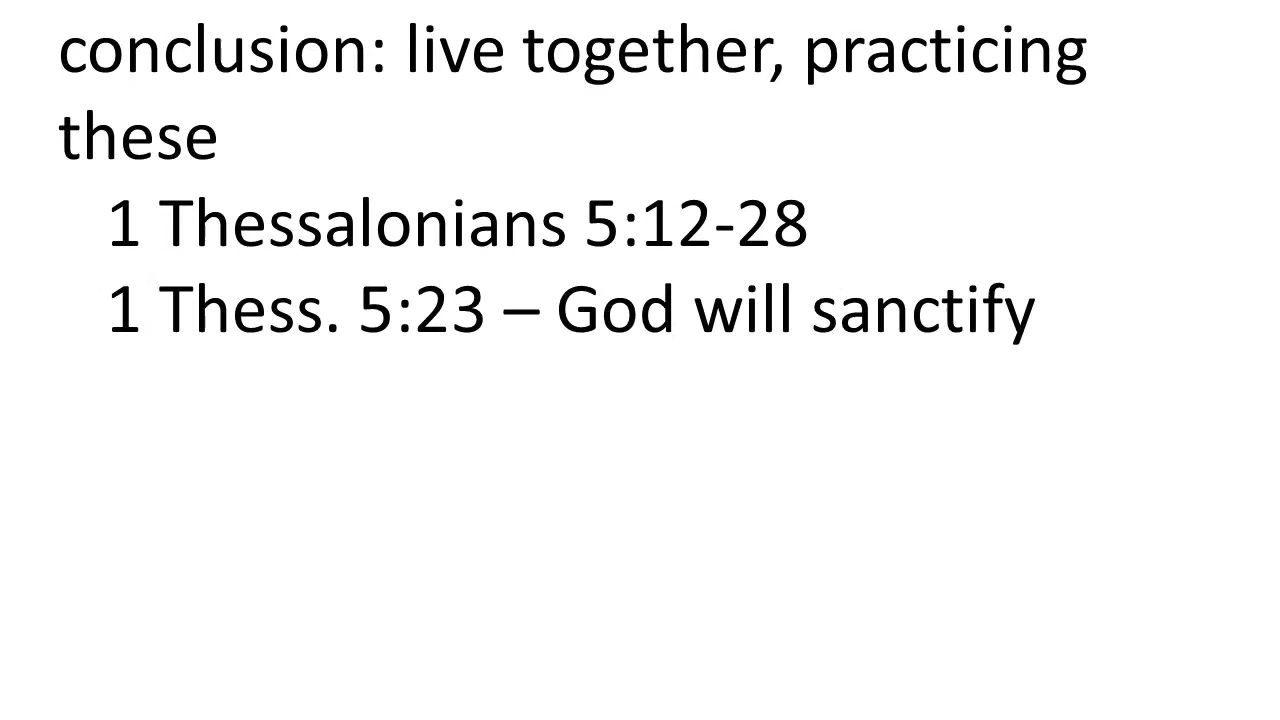 conclusion: live together, practicing
these
1 Thessalonians 5:12-28
1 Thess. 5:23 – God will sanctify